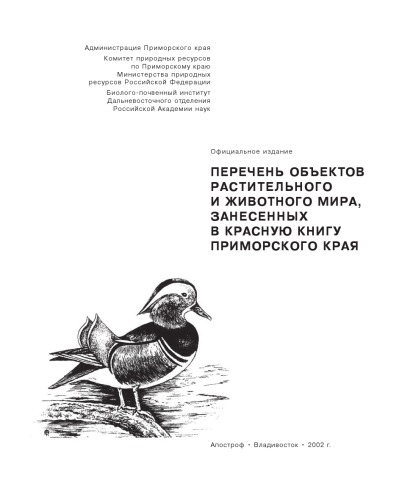 Администрация Приморского края
Комитет природных ресурсов
по Приморскому краю
Министерства природных
ресурсов Российской Федерации
Биолого-почвенный институт
Дальневосточного отделения
Российской Академии наук
Официальное издание
ПЕРЕЧЕНЬ ОБЪЕКТОВ
РАСТИТЕЛЬНОГО
И ЖИВОТНОГО МИРА,
ЗАНЕСЕННЫХ
В КРАСНУЮ КНИГУ
ПРИМОРСКОГО КРАЯ
Апостроф • Владивосток • 2002 г.